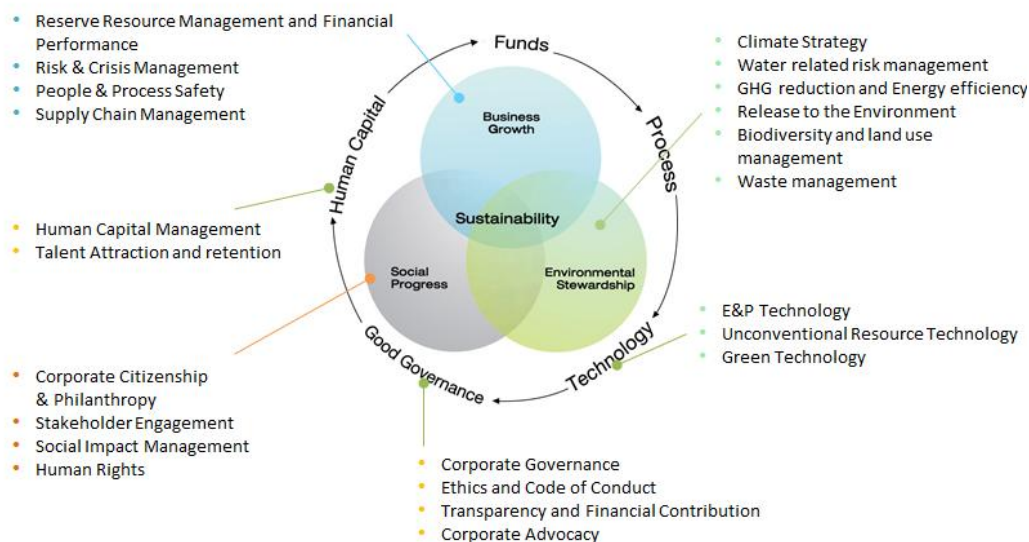 Reserve Resource Management and Financial
Performance
Risk & Crisis Management
People & Process Safety
Supply Chain Management
Funds
Climate Strategy
Water related risk management
GHG reduction and Energy efficiency
Release to the Environment
Biodiversity and land use
management
Waste management
Business
Growth
Human Capital
Process
Sustainability
Human Capital Management
Talent Attraction and retention
Social
Progress
Environmental
Stewardship
E&P Technology
Unconventional Resource Technology
Green Technology
Good Governance
Technology
Corporate Citizenship
& Philanthropy
Stakeholder Engagement
Social Impact Management
Human Rights
Corporate Governance
Ethics and Code of Conduct
Transparency and Financial Contribution
Corporate Advocacy